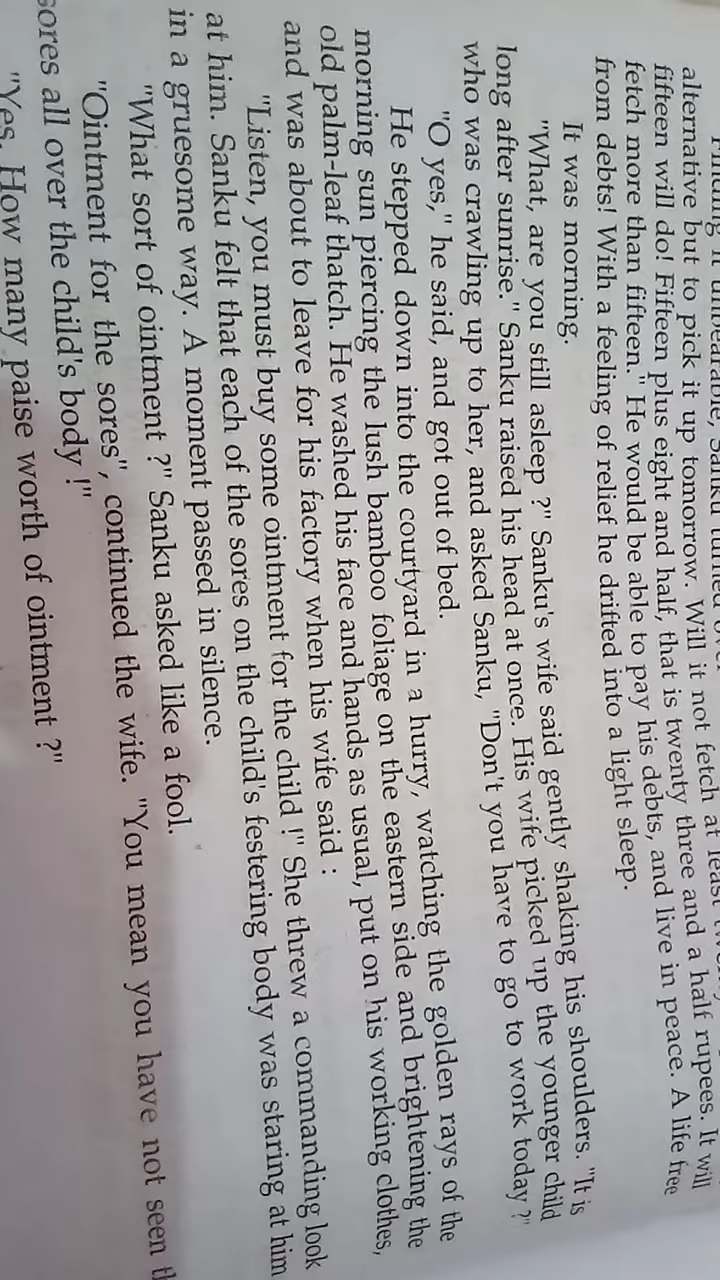 alternative but to pick it up tomorrow. Will it not fetch at least
fifteen will do! Fifteen plus eight and half, that is twenty three and a half rupees. It will
fetch more than fifteen." He would be able to pay his debts, and live in peace. A life free
from debts! With a feeling of relief he drifted into a light sleep.
It was morning.
"What, are you still asleep ?" Sanku's wife said gently shaking his shoulders. "It is
long after sunrise." Sanku raised his head at once. His wife picked up the younger child
who was crawling up to her, and asked Sanku, "Don't you have to go to work today ?"
"O yes," he said, and got out of bed.
He stepped down into the courtyard in a hurry, watching the golden rays of the
morning sun piercing the lush bamboo foliage on the eastern side and brightening the
old palm-leaf thatch. He washed his face and hands as usual, put on his working clothes,
and was about to leave for his factory when his wife said :
"Listen, you must buy some ointment for the child !" She threw a commanding look
at him. Sanku felt that each of the sores on the child's festering body was staring at him
in a gruesome way. A moment passed in silence.
"What sort of ointment ?" Sanku asked like a fool.
"Ointment for the sores", continued the wife. "You mean you have not seen
sores all over the child's body !"
"Yes. How many paise worth of ointment ?"